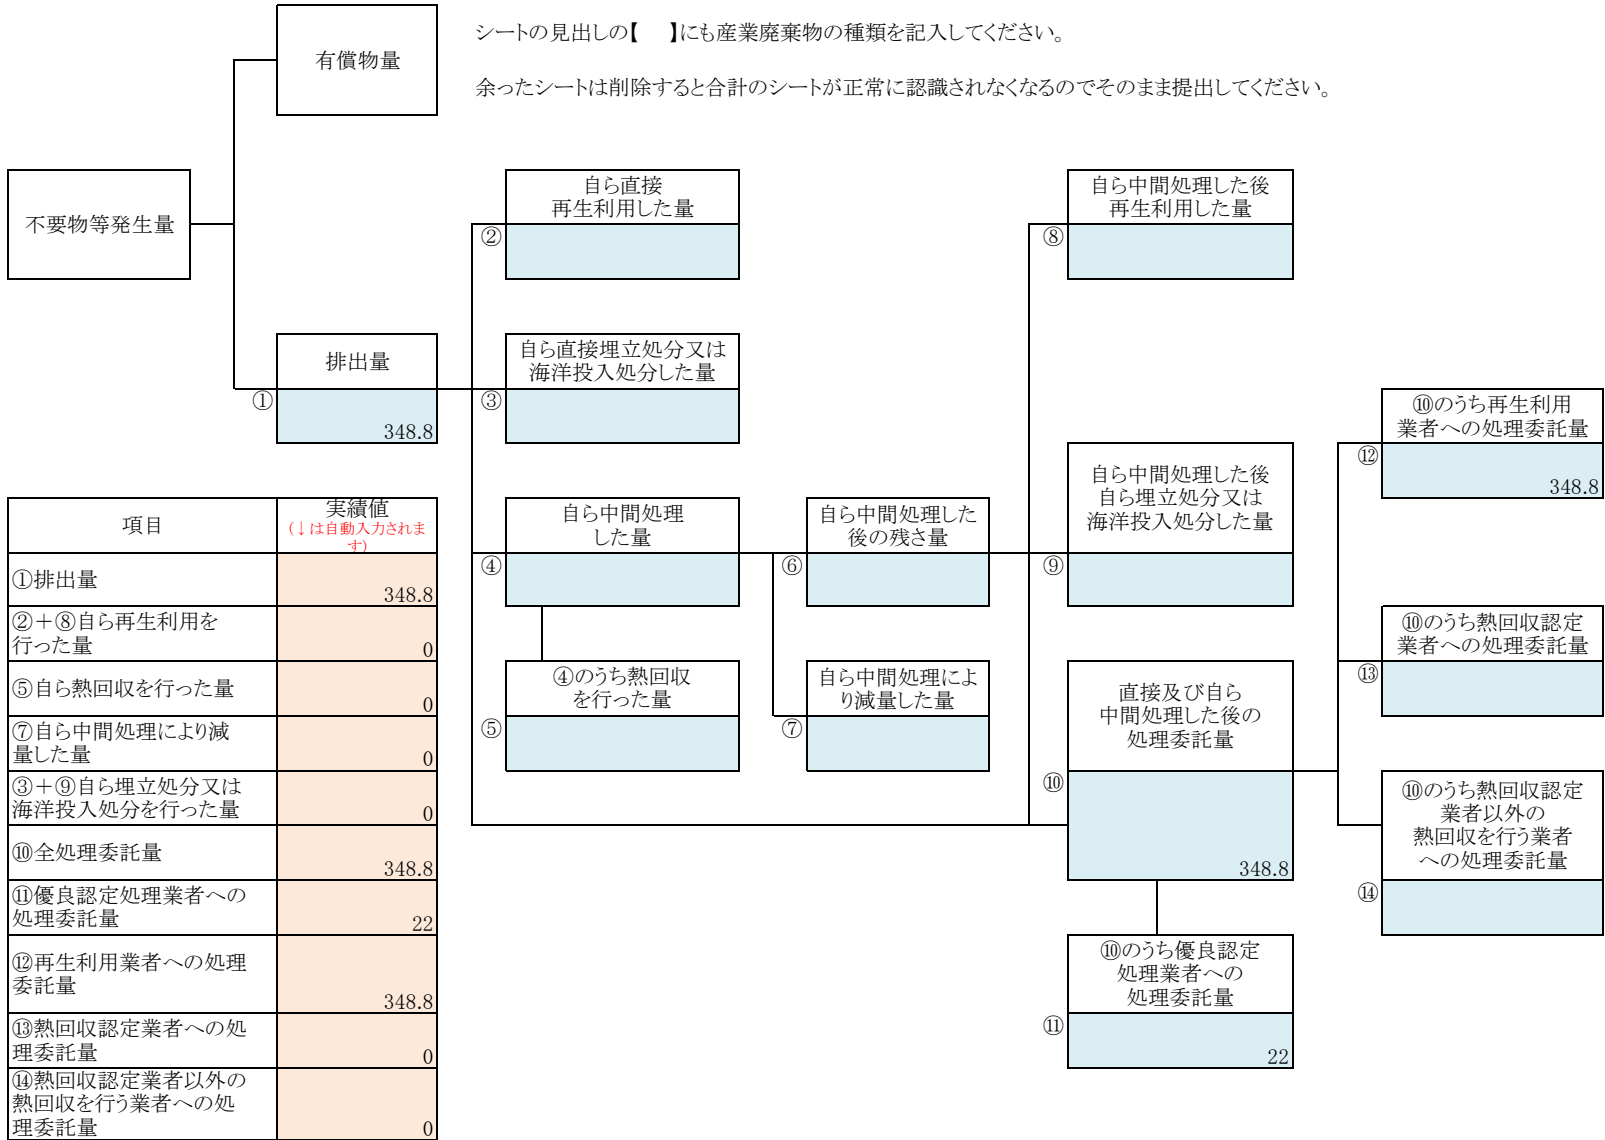 シートの見出しの【　】にも産業廃棄物の種類を記入してください。
余ったシートは削除すると合計のシートが正常に認識されなくなるのでそのまま提出してください。
有償物量
不要物等発生量
排出量
①
348.8
自ら直接
再生利用した量
②
自ら直接埋立処分又は
海洋投入処分した量
③
自ら中間処理
した量
④
④のうち熱回収
を行った量
⑤
自ら中間処理した
後の残さ量
⑥
自ら中間処理によ
り減量した量
⑦
自ら中間処理した後
再生利用した量
⑧
自ら中間処理した後
自ら埋立処分又は
海洋投入処分した量
⑨
直接及び自ら
中間処理した後の
処理委託量
⑩
348.8
⑩のうち優良認定
処理業者への
処理委託量
⑪
22
⑩のうち再生利用
業者への処理委託量
⑫
348.8
⑩のうち熱回収認定
業者への処理委託量
⑬
⑩のうち熱回収認定
業者以外の
熱回収を行う業者
への処理委託量
⑭
項目
実績値
(↓は自動入力されま
す)
①排出量
348.8
②＋⑧自ら再生利用を
行った量
0
⑤自ら熱回収を行った量
0
⑦自ら中間処理により減
量した量
0
③＋⑨自ら埋立処分又は
海洋投入処分を行った量
0
⑩全処理委託量
348.8
⑪優良認定処理業者への
処理委託量
22
⑫再生利用業者への処理
委託量
348.8
⑬熱回収認定業者への処
理委託量
0
⑭熱回収認定業者以外の
熱回収を行う業者への処
理委託量
0